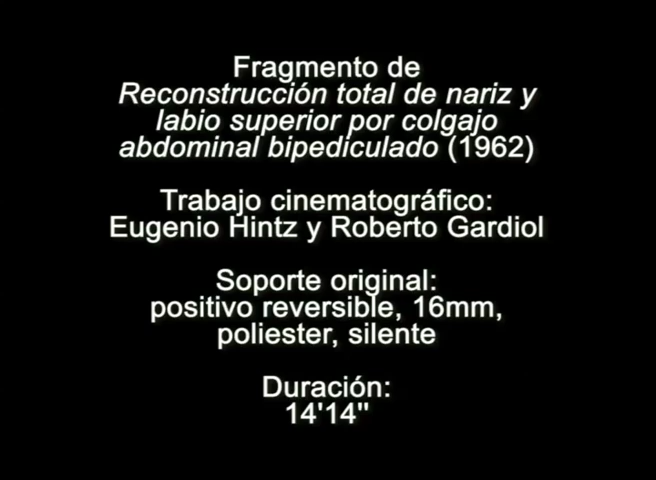 Fragmento de
Reconstrucción total de nariz y
labio superior por colgajo
abdominal bipediculado (1962)
Trabajo cinematográfico:
Eugenio Hintz y Roberto Gardiol
Soporte original:
positivo reversible, 16mm,
poliester, silente
Duración:
14'14"